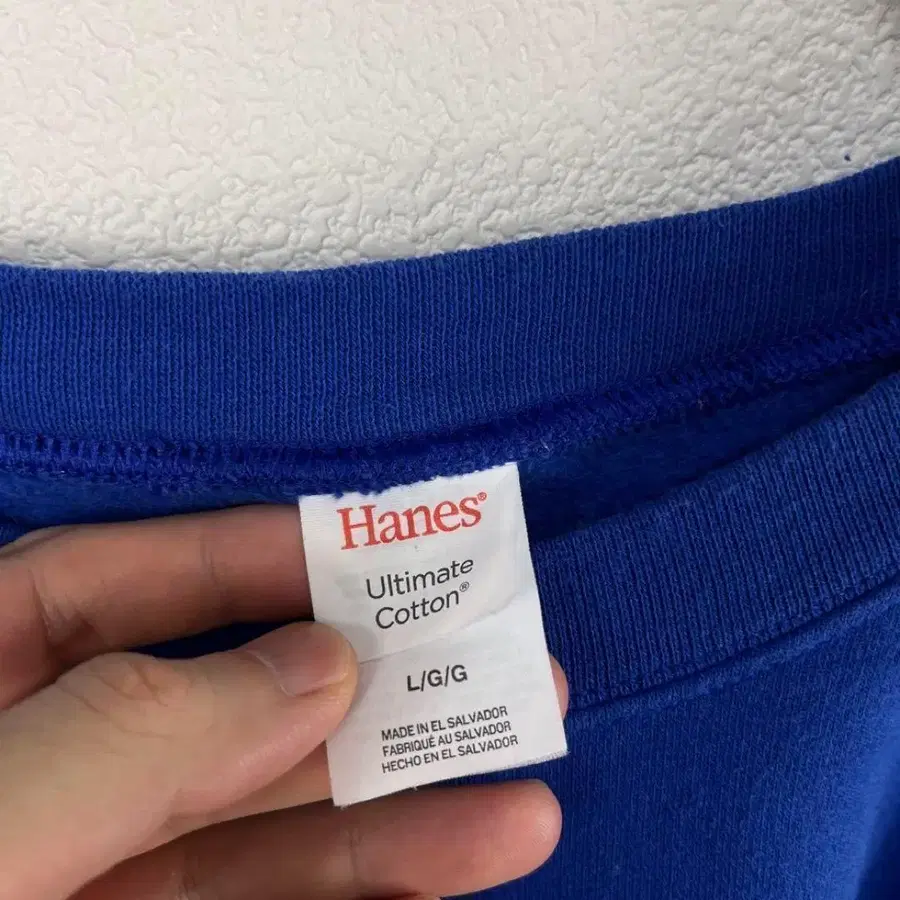 Hanes®
Ultimate
Cotton®
L/G/G
MADE IN EL SALVADOR
FABRIQUÉ AU SALVADOR
HECHO EN EL SALVADOR